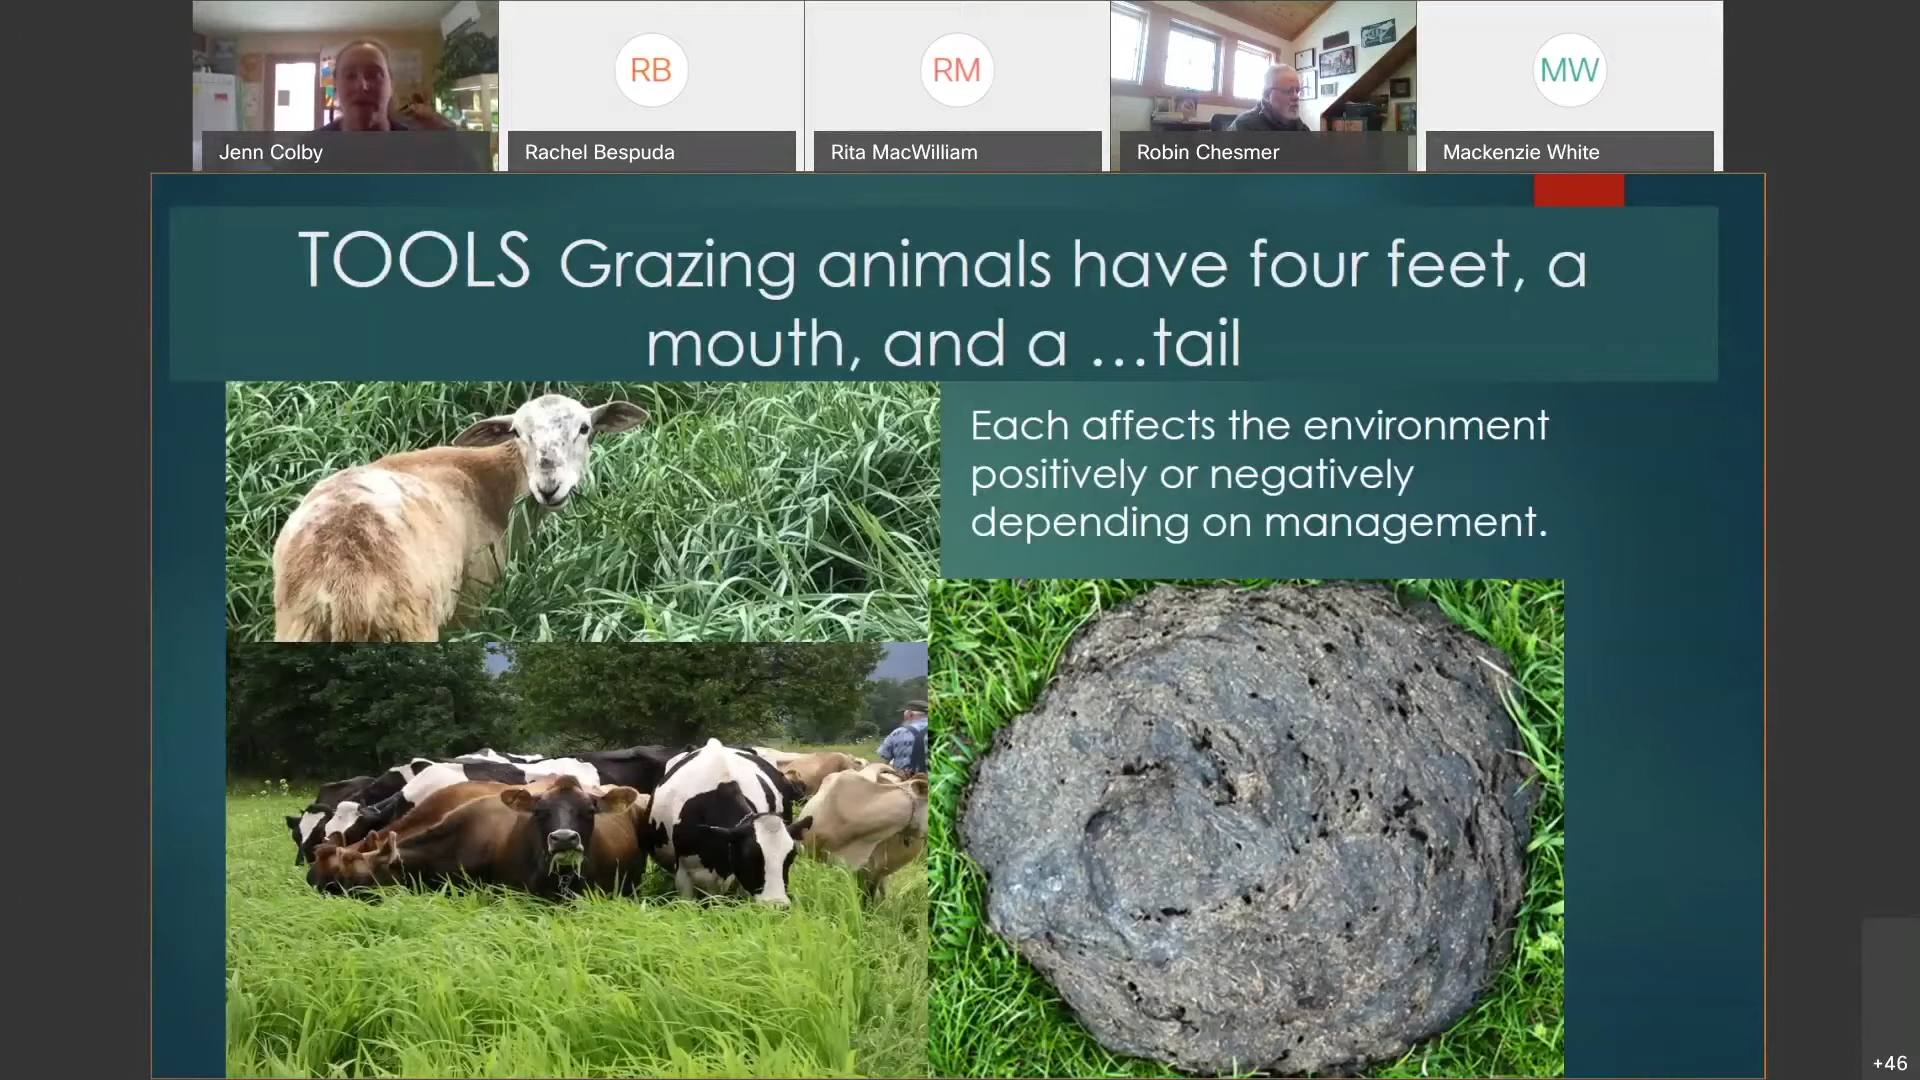 RB
RM
MW
Jenn Colby
Rachel Bespuda
Rita MacWilliam
Robin Chesmer
Mackenzie White
TOOLS Grazing animals have four feet, a
mouth, and a …tail
Each affects the environment
positively or negatively
depending on management.
+46